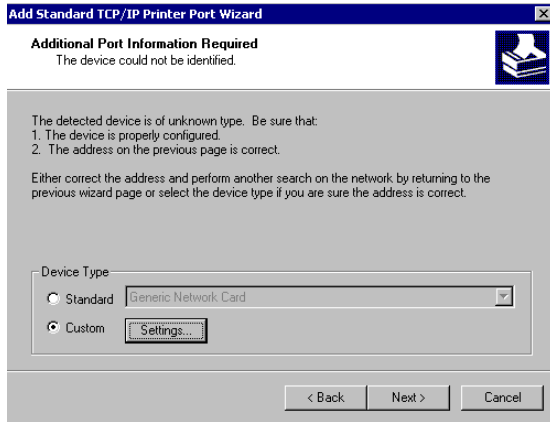 Add Standard TCP/IP Printer Port Wizard
Additional Port Information Required
The device could not be identified.
The detected device is of unknown type. Be sure that:
1. The device is properly configured.
2. The address on the previous page is correct.
Either correct the address and perform another search on the network by returning to the
previous wizard page or select the device type if you are sure the address is correct.
Device Type
Standard Generic Network Card
Custom Settings...
< Back Next > Cancel